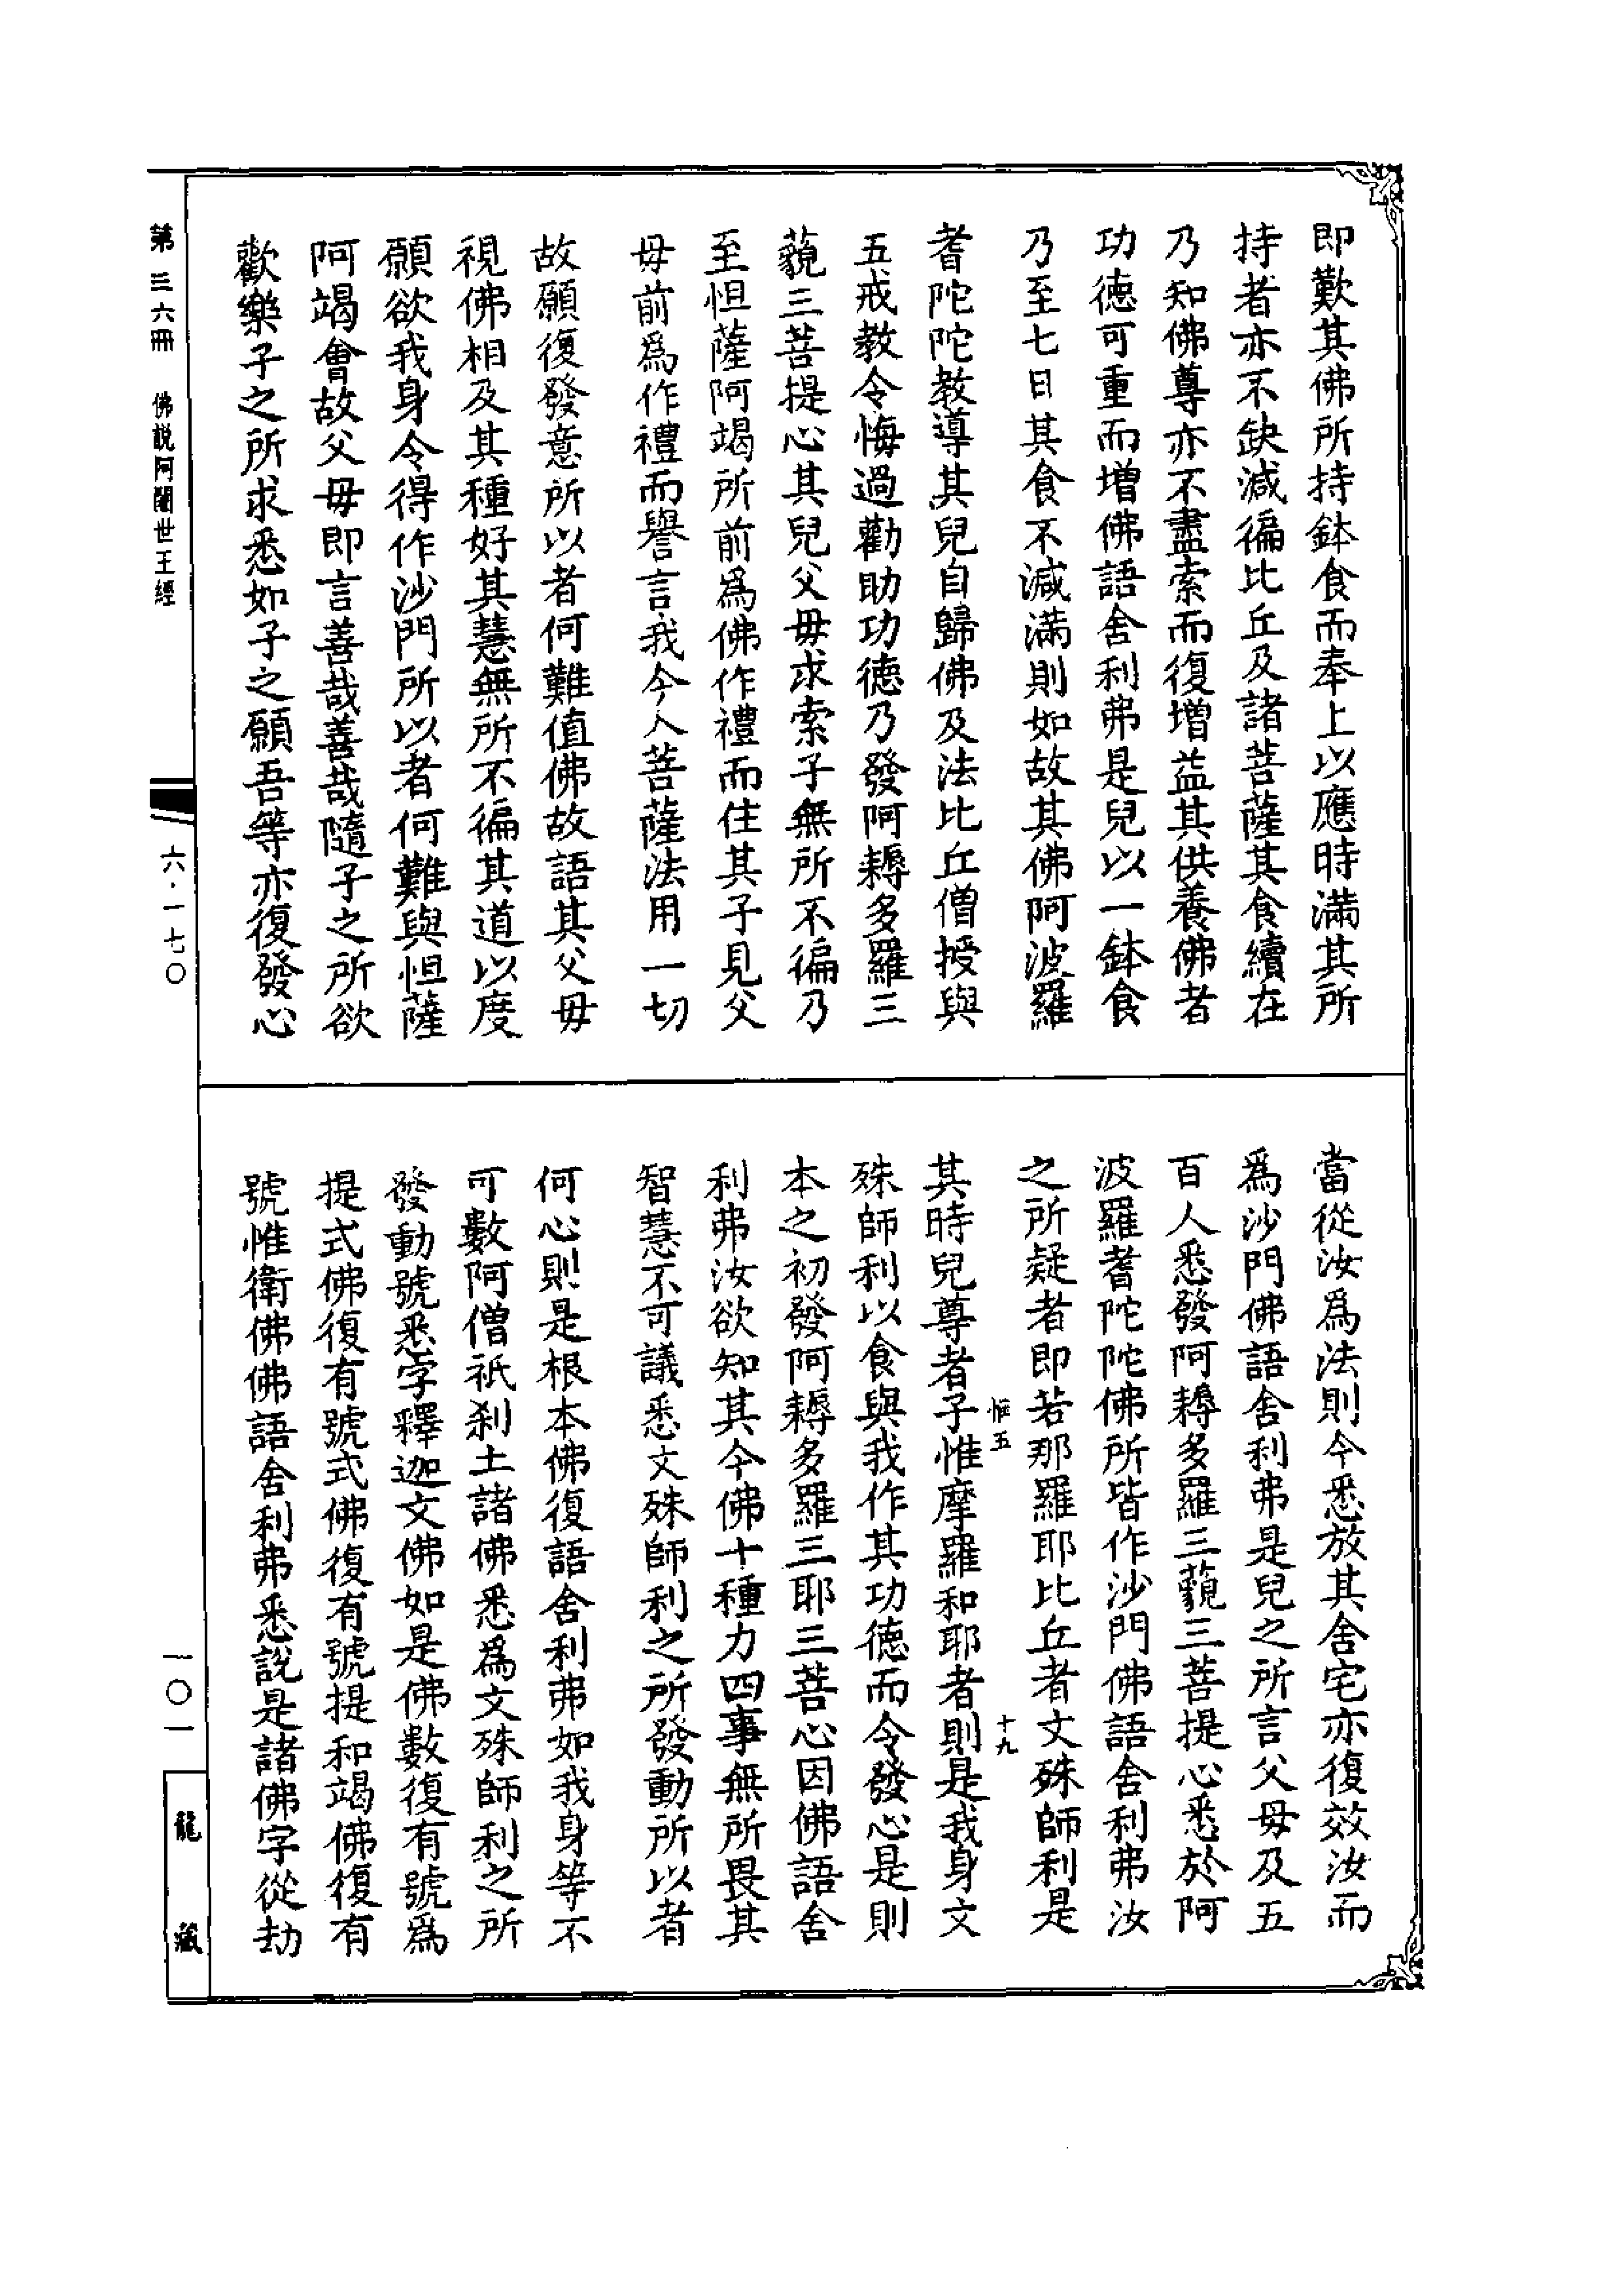 即歎其佛所持鉢食而奉上以應時滿其所
持者亦不缺減徧比丘及諸菩薩其食續在
乃知佛尊亦不盡索而復增益其供養佛者
功德可重而增佛語舍利弗是兒以一鉢食
乃至七日其食不減滿則如故其佛阿波羅
耆陀陀教導其兒自歸佛及法比丘僧授與
五戒教令悔過勸助功德乃發阿耨多羅三
藐三菩提心其兒父毋求索子無所不徧乃
至怛薩阿竭所前爲佛作禮而住其子見父
毋前爲作禮而譽言我今入菩薩法用一切
故願復發意所以者何難值佛故語其父毋
視佛相及其種好其慧無所不徧其道以度
願欲我身令得作沙門所以者何難與怛薩
阿竭會故父毋即言善哉善哉隨子之所欲
歡樂子之所求悉如子之願吾等亦復發心
當從汝爲法則今悉放其舍宅亦復效汝而
爲沙門佛語舍利弗是兒之所言父毋及五
百人悉發阿耨多羅三藐三菩提心悉於阿
波羅耆陀陀佛所皆作沙門佛語舍利弗汝
之所疑者即若那羅耶比丘者文殊師利是
惟五
十九
其時兒尊者子惟摩羅和耶者則是我身文
殊師利以食與我作其功德而令發心是則
本之初發阿耨多羅三耶三菩心因佛語舍
利弗汝欲知其今佛十種力四事無所畏其
智慧不可議悉文殊師利之所發動所以者
何心則是根本佛復語舍利弗如我身等不
可數阿僧祇刹土諸佛悉爲文殊師利之所
發動號悉字釋迦文佛如是佛數復有號爲
提式佛復有號式佛復有號提和竭佛復有
號惟衛佛佛語舍利弗悉說是諸佛字從劫
第三六冊 佛說阿闍世王經
六·一七〇
一〇一
龍藏